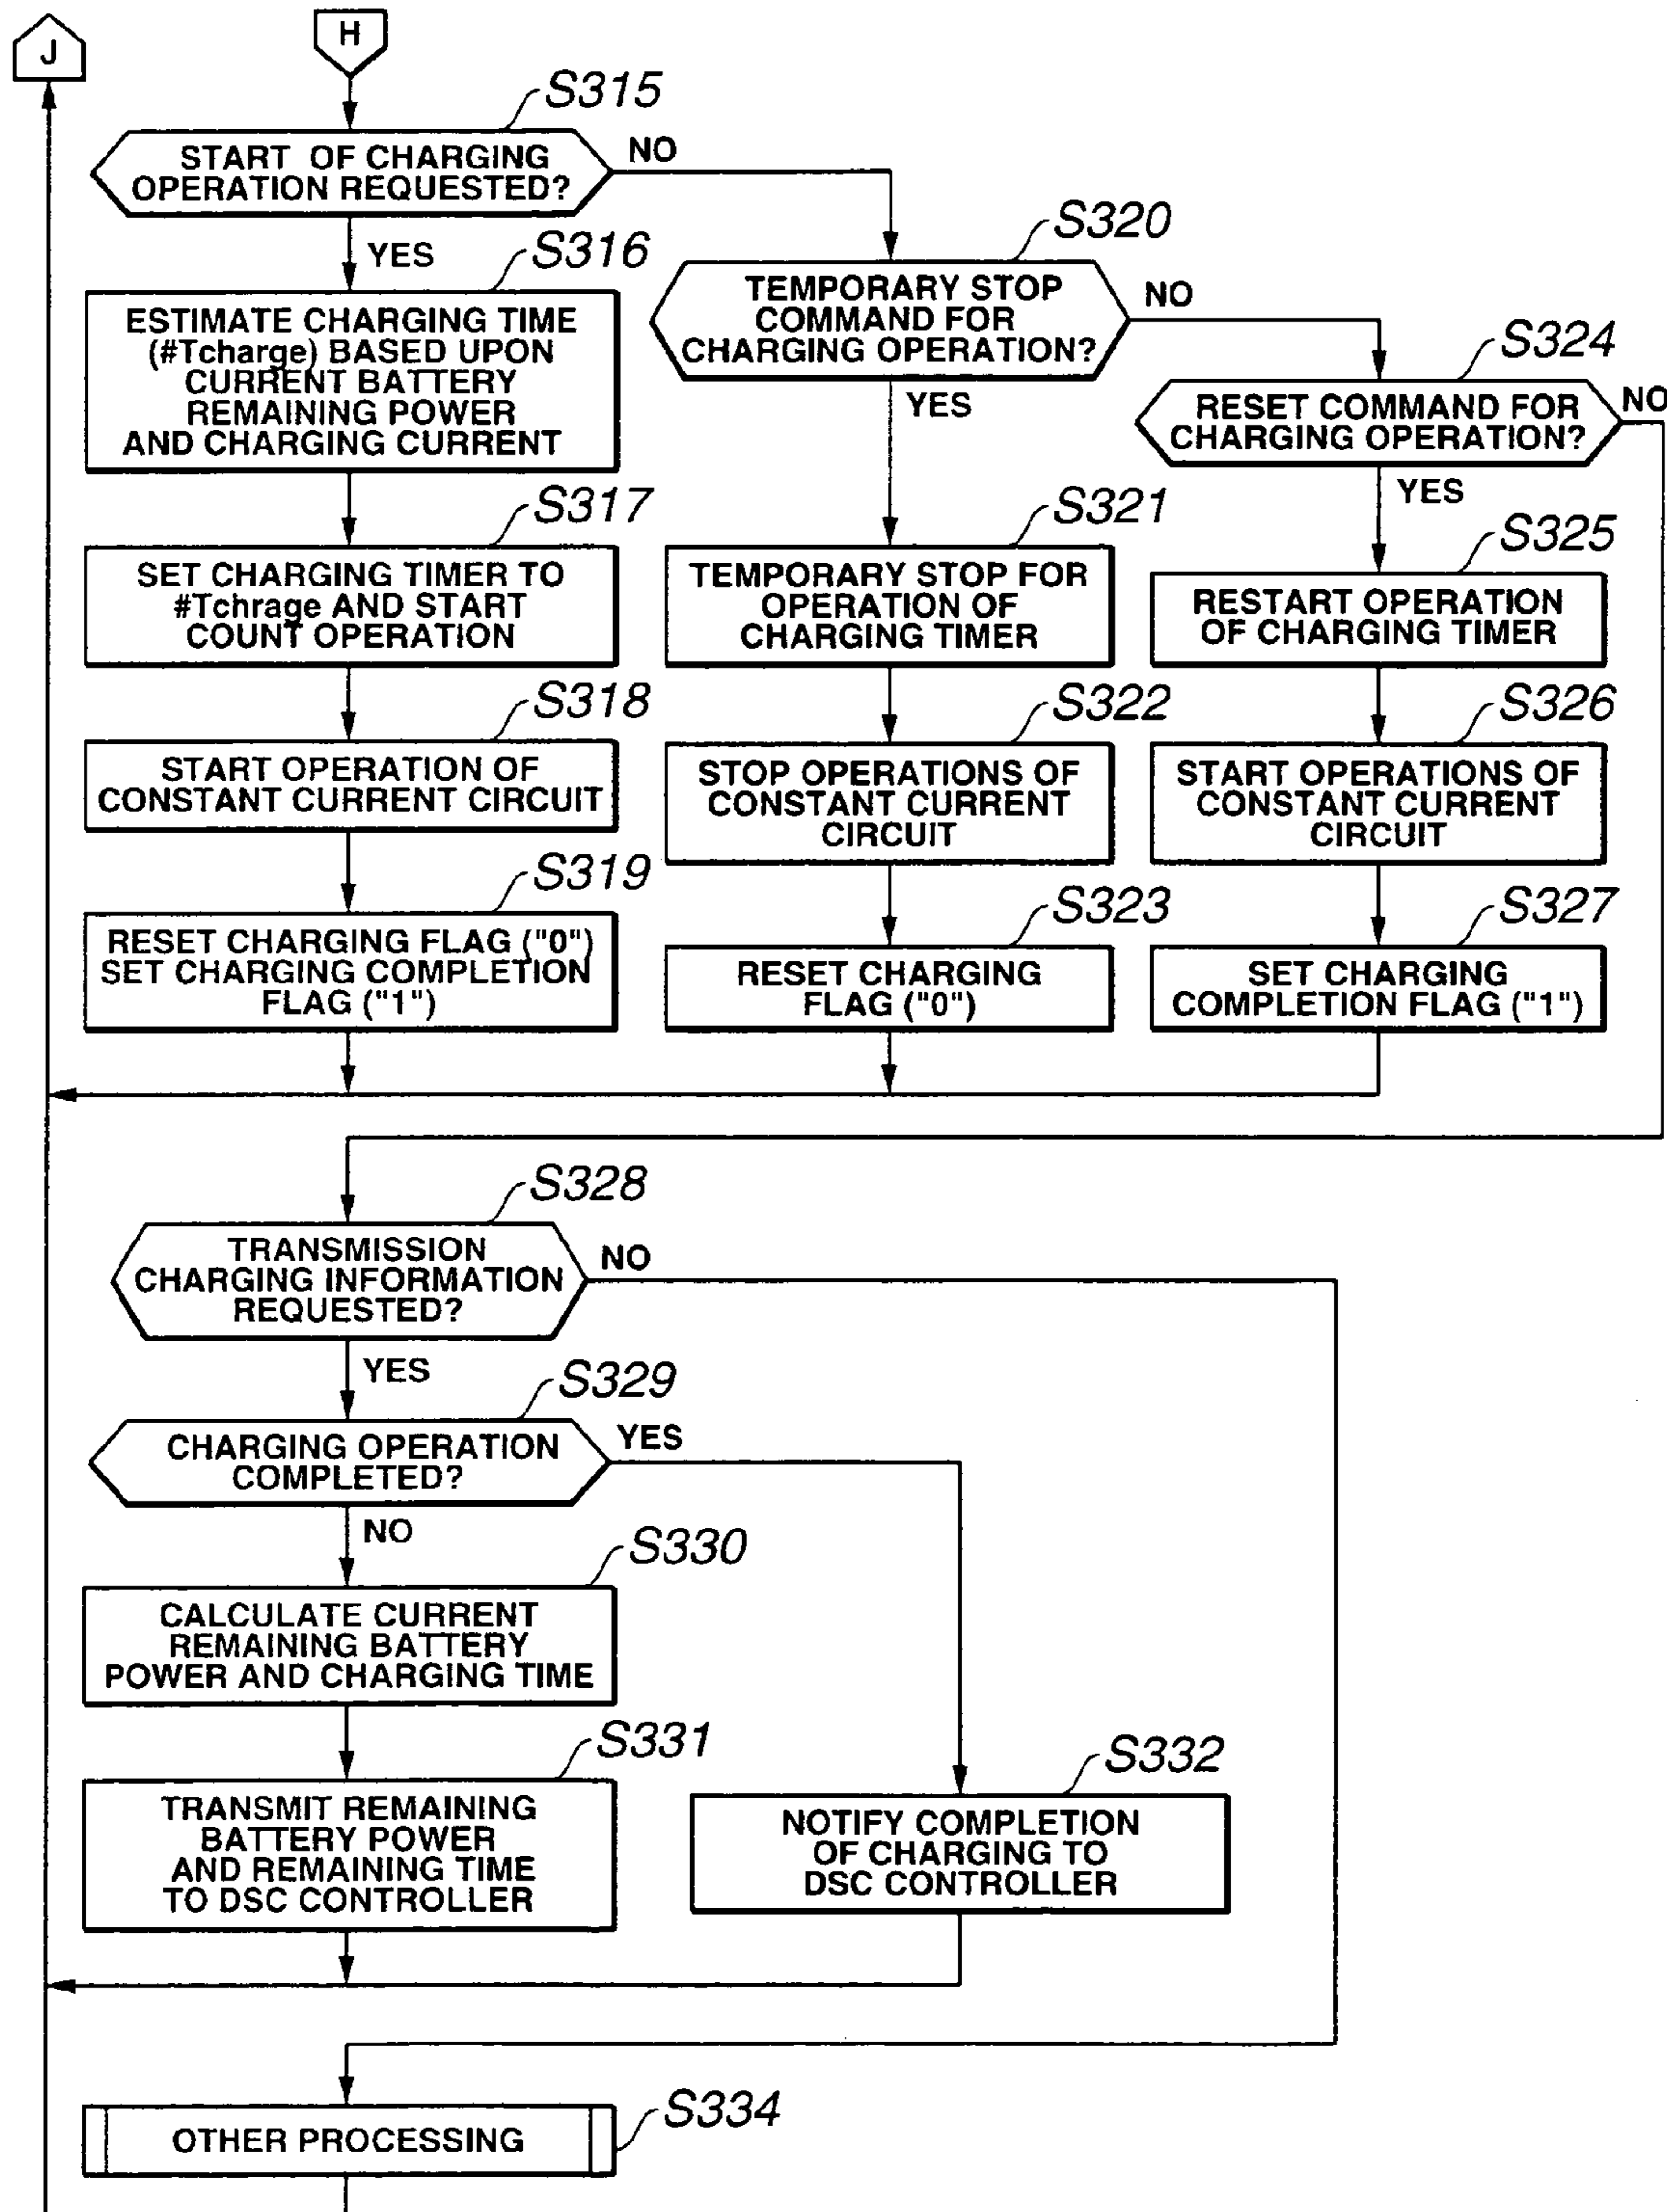 J
H
S315
START OF CHARGING
OPERATION REQUESTED?
NO
YES
S316
ESTIMATE CHARGING TIME
(#Tcharge) BASED UPON
CURRENT BATTERY
REMAINING POWER
AND CHARGING CURRENT
S317
SET CHARGING TIMER TO
#Tchrage AND START
COUNT OPERATION
S318
START OPERATION OF
CONSTANT CURRENT CIRCUIT
S319
RESET CHARGING FLAG ("0")
SET CHARGING COMPLETION
FLAG ("1")
S320
TEMPORARY STOP
COMMAND FOR
CHARGING OPERATION?
NO
YES
S321
TEMPORARY STOP FOR
OPERATION OF
CHARGING TIMER
S322
STOP OPERATIONS OF
CONSTANT CURRENT
CIRCUIT
S323
RESET CHARGING
FLAG ("0")
S324
RESET COMMAND FOR
CHARGING OPERATION?
NO
YES
S325
RESTART OPERATION
OF CHARGING TIMER
S326
START OPERATIONS OF
CONSTANT CURRENT
CIRCUIT
S327
SET CHARGING
COMPLETION FLAG ("1")
S328
TRANSMISSION
CHARGING INFORMATION
REQUESTED?
NO
YES
S329
CHARGING OPERATION
COMPLETED?
YES
NO
S330
CALCULATE CURRENT
REMAINING BATTERY
POWER AND CHARGING TIME
S331
TRANSMIT REMAINING
BATTERY POWER
AND REMAINING TIME
TO DSC CONTROLLER
S332
NOTIFY COMPLETION
OF CHARGING TO
DSC CONTROLLER
S334
OTHER PROCESSING